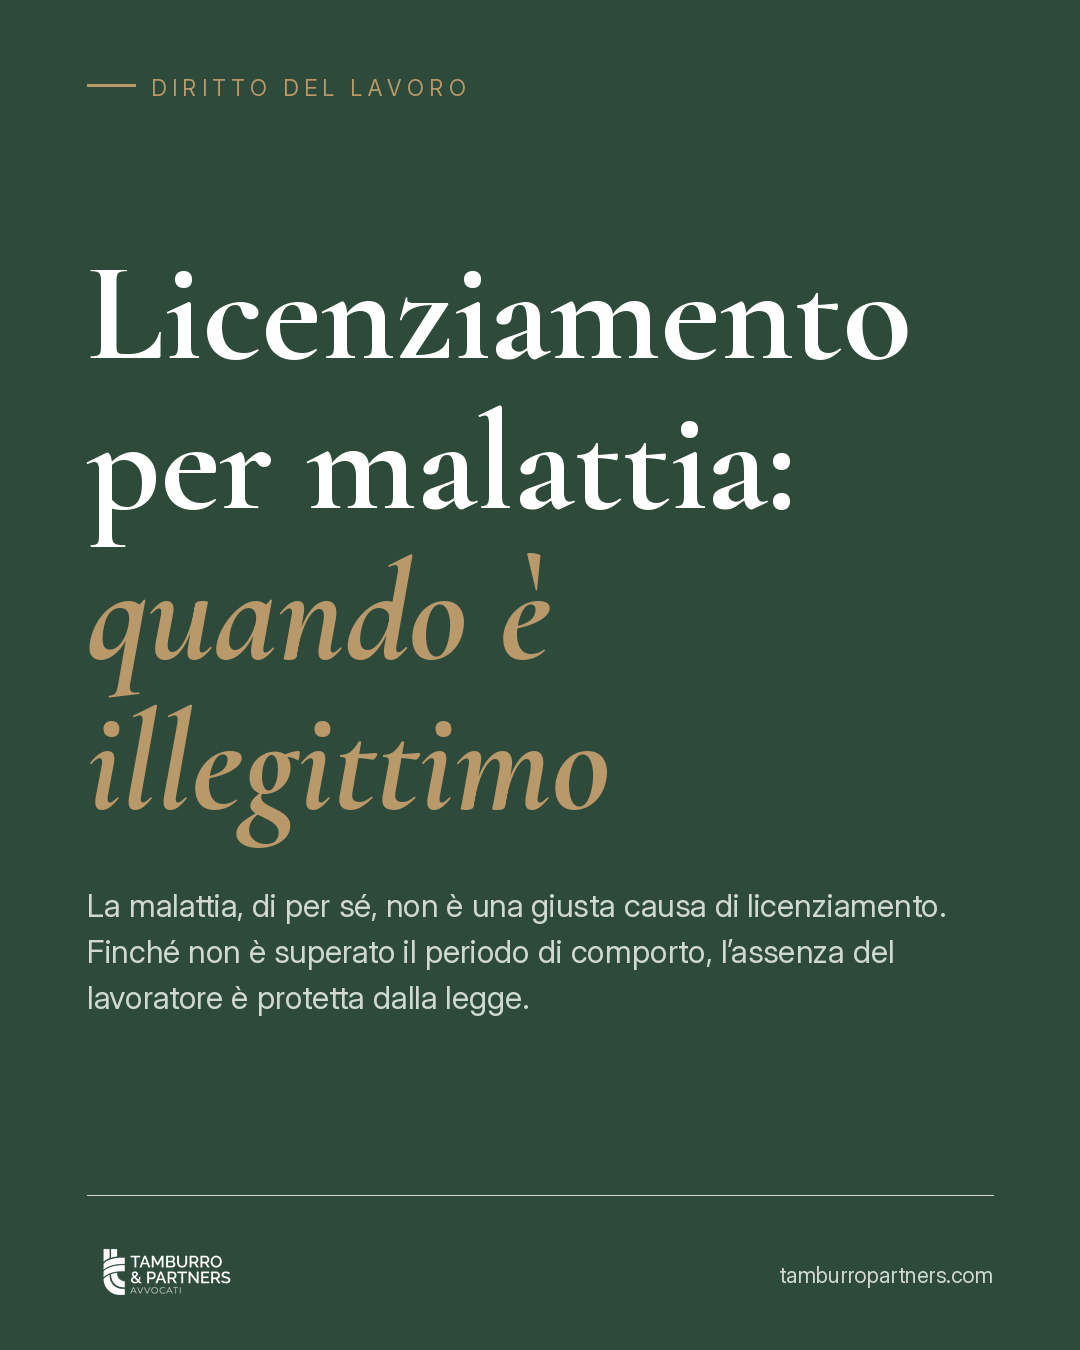 DIRITTO DEL LAVORO
Licenziamento
per malattia:
quando è
illegittimo
La malattia, di per sé, non è una giusta causa di licenziamento.
Finché non è superato il periodo di comporto, l’assenza del
lavoratore è protetta dalla legge.
TAMBURRO
& PARTNERS
AVVOCATI
tamburropartners.com